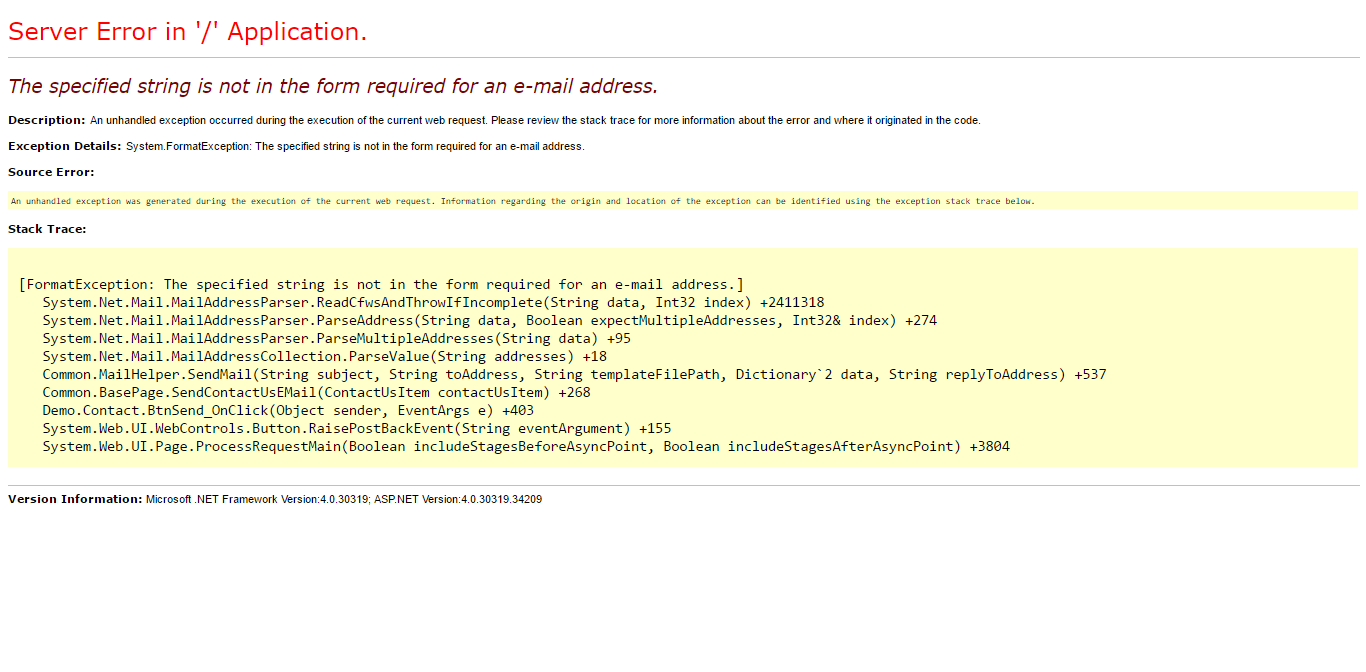 Server Error in '/' Application.
The specified string is not in the form required for an e-mail address.
Description: An unhandled exception occurred during the execution of the current web request. Please review the stack trace for more information about the error and where it originated in the code.
Exception Details: System.FormatException: The specified string is not in the form required for an e-mail address.
Source Error:
An unhandled exception was generated during the execution of the current web request. Information regarding the origin and location of the exception can be identified using the exception stack trace below.
Stack Trace:
[FormatException: The specified string is not in the form required for an e-mail address.]
System.Net.Mail.MailAddressParser.ReadCfwsAndThrowIfIncomplete(String data, Int32 index) +2411318
System.Net.Mail.MailAddressParser.ParseAddress(String data, Boolean expectMultipleAddresses, Int32& index) +274
System.Net.Mail.MailAddressParser.ParseMultipleAddresses(String data) +95
System.Net.Mail.MailAddressCollection.ParseValue(String addresses) +18
Common.MailHelper.SendMail(String subject, String toAddress, String templateFilePath, Dictionary`2 data, String replyToAddress) +537
Common.BasePage.SendContactUsEMail(ContactUsItem contactUsItem) +268
Demo.Contact.BtnSend_OnClick(Object sender, EventArgs e) +403
System.Web.UI.WebControls.Button.RaisePostBackEvent(String eventArgument) +155
System.Web.UI.Page.ProcessRequestMain(Boolean includeStagesBeforeAsyncPoint, Boolean includeStagesAfterAsyncPoint) +3804
Version Information: Microsoft .NET Framework Version:4.0.30319; ASP.NET Version:4.0.30319.34209